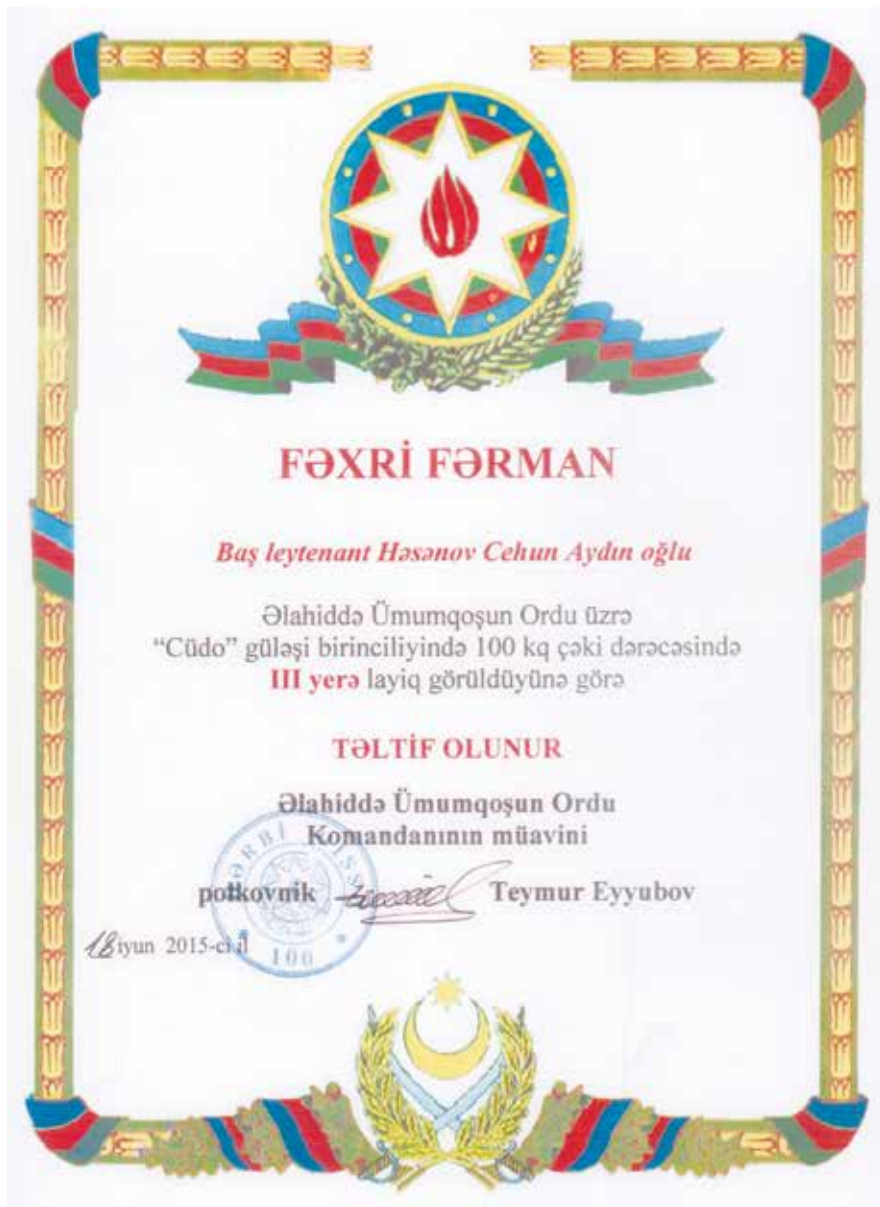 FƏXRİ FƏRMAN
Baş leytenant Həsənov Cehun Aydın oğlu
Əlahiddə Ümumqoşun Ordu üzrə
“Cüdo” güləşi birinciliyində 100 kq çəki dərəcəsində
III yerə layiq görüldüyünə görə
TƏLTİF OLUNUR
Əlahiddə Ümumqoşun Ordu
Komandanının müavini
polkovnik Teymur Eyyubov
18 iyun 2015-ci il
100